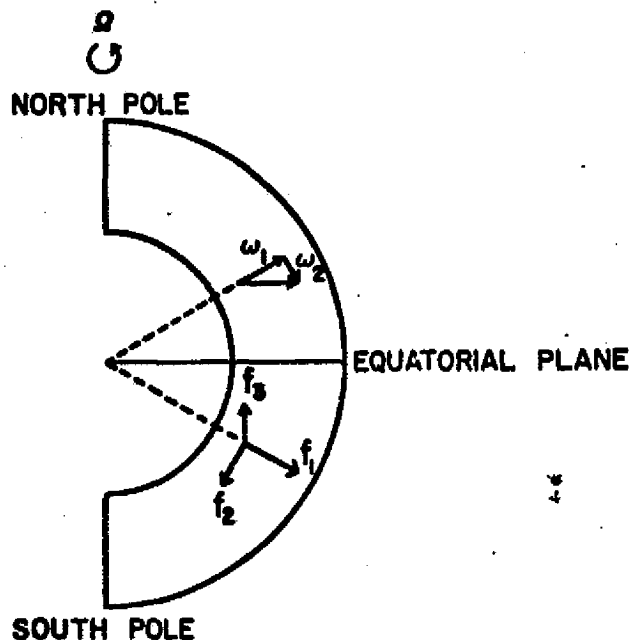 Ω
NORTH POLE
ω₁ ω₂
EQUATORIAL PLANE
f₃
f₁
f₂
SOUTH POLE